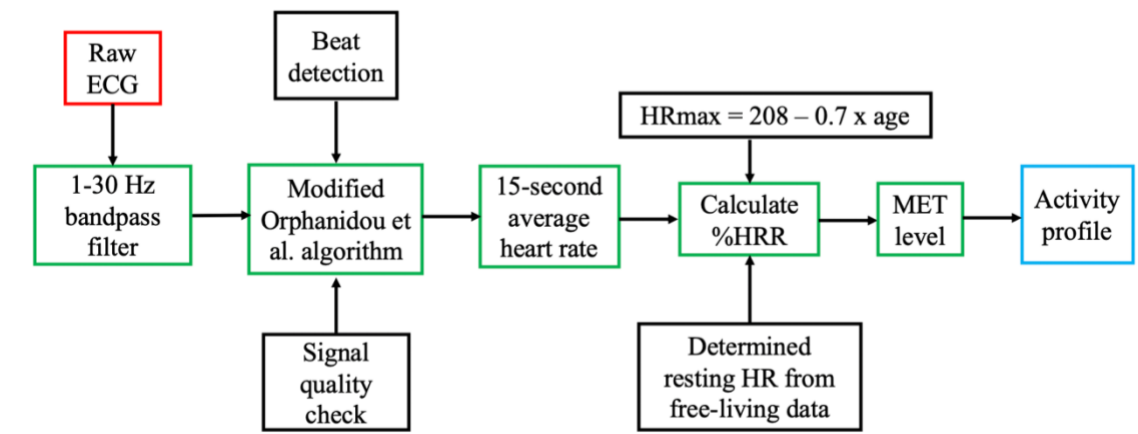 Raw
ECG
Beat
detection
HRmax = 208 – 0.7 x age
1-30 Hz
bandpass
filter
Modified
Orphanidou et
al. algorithm
15-second
average
heart rate
Calculate
%HRR
MET
level
Activity
profile
Signal
quality
check
Determined
resting HR from
free-living data